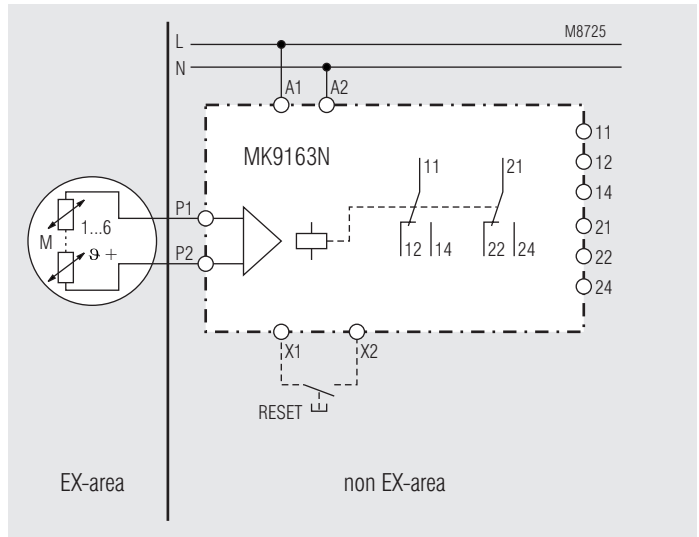 M8725
L
N
A1
A2
MK9163N
11
12
14
21
22
24
11
21
12
14
22
24
P1
P2
M
1...6
ϑ +
X1
X2
RESET
EX-area
non EX-area